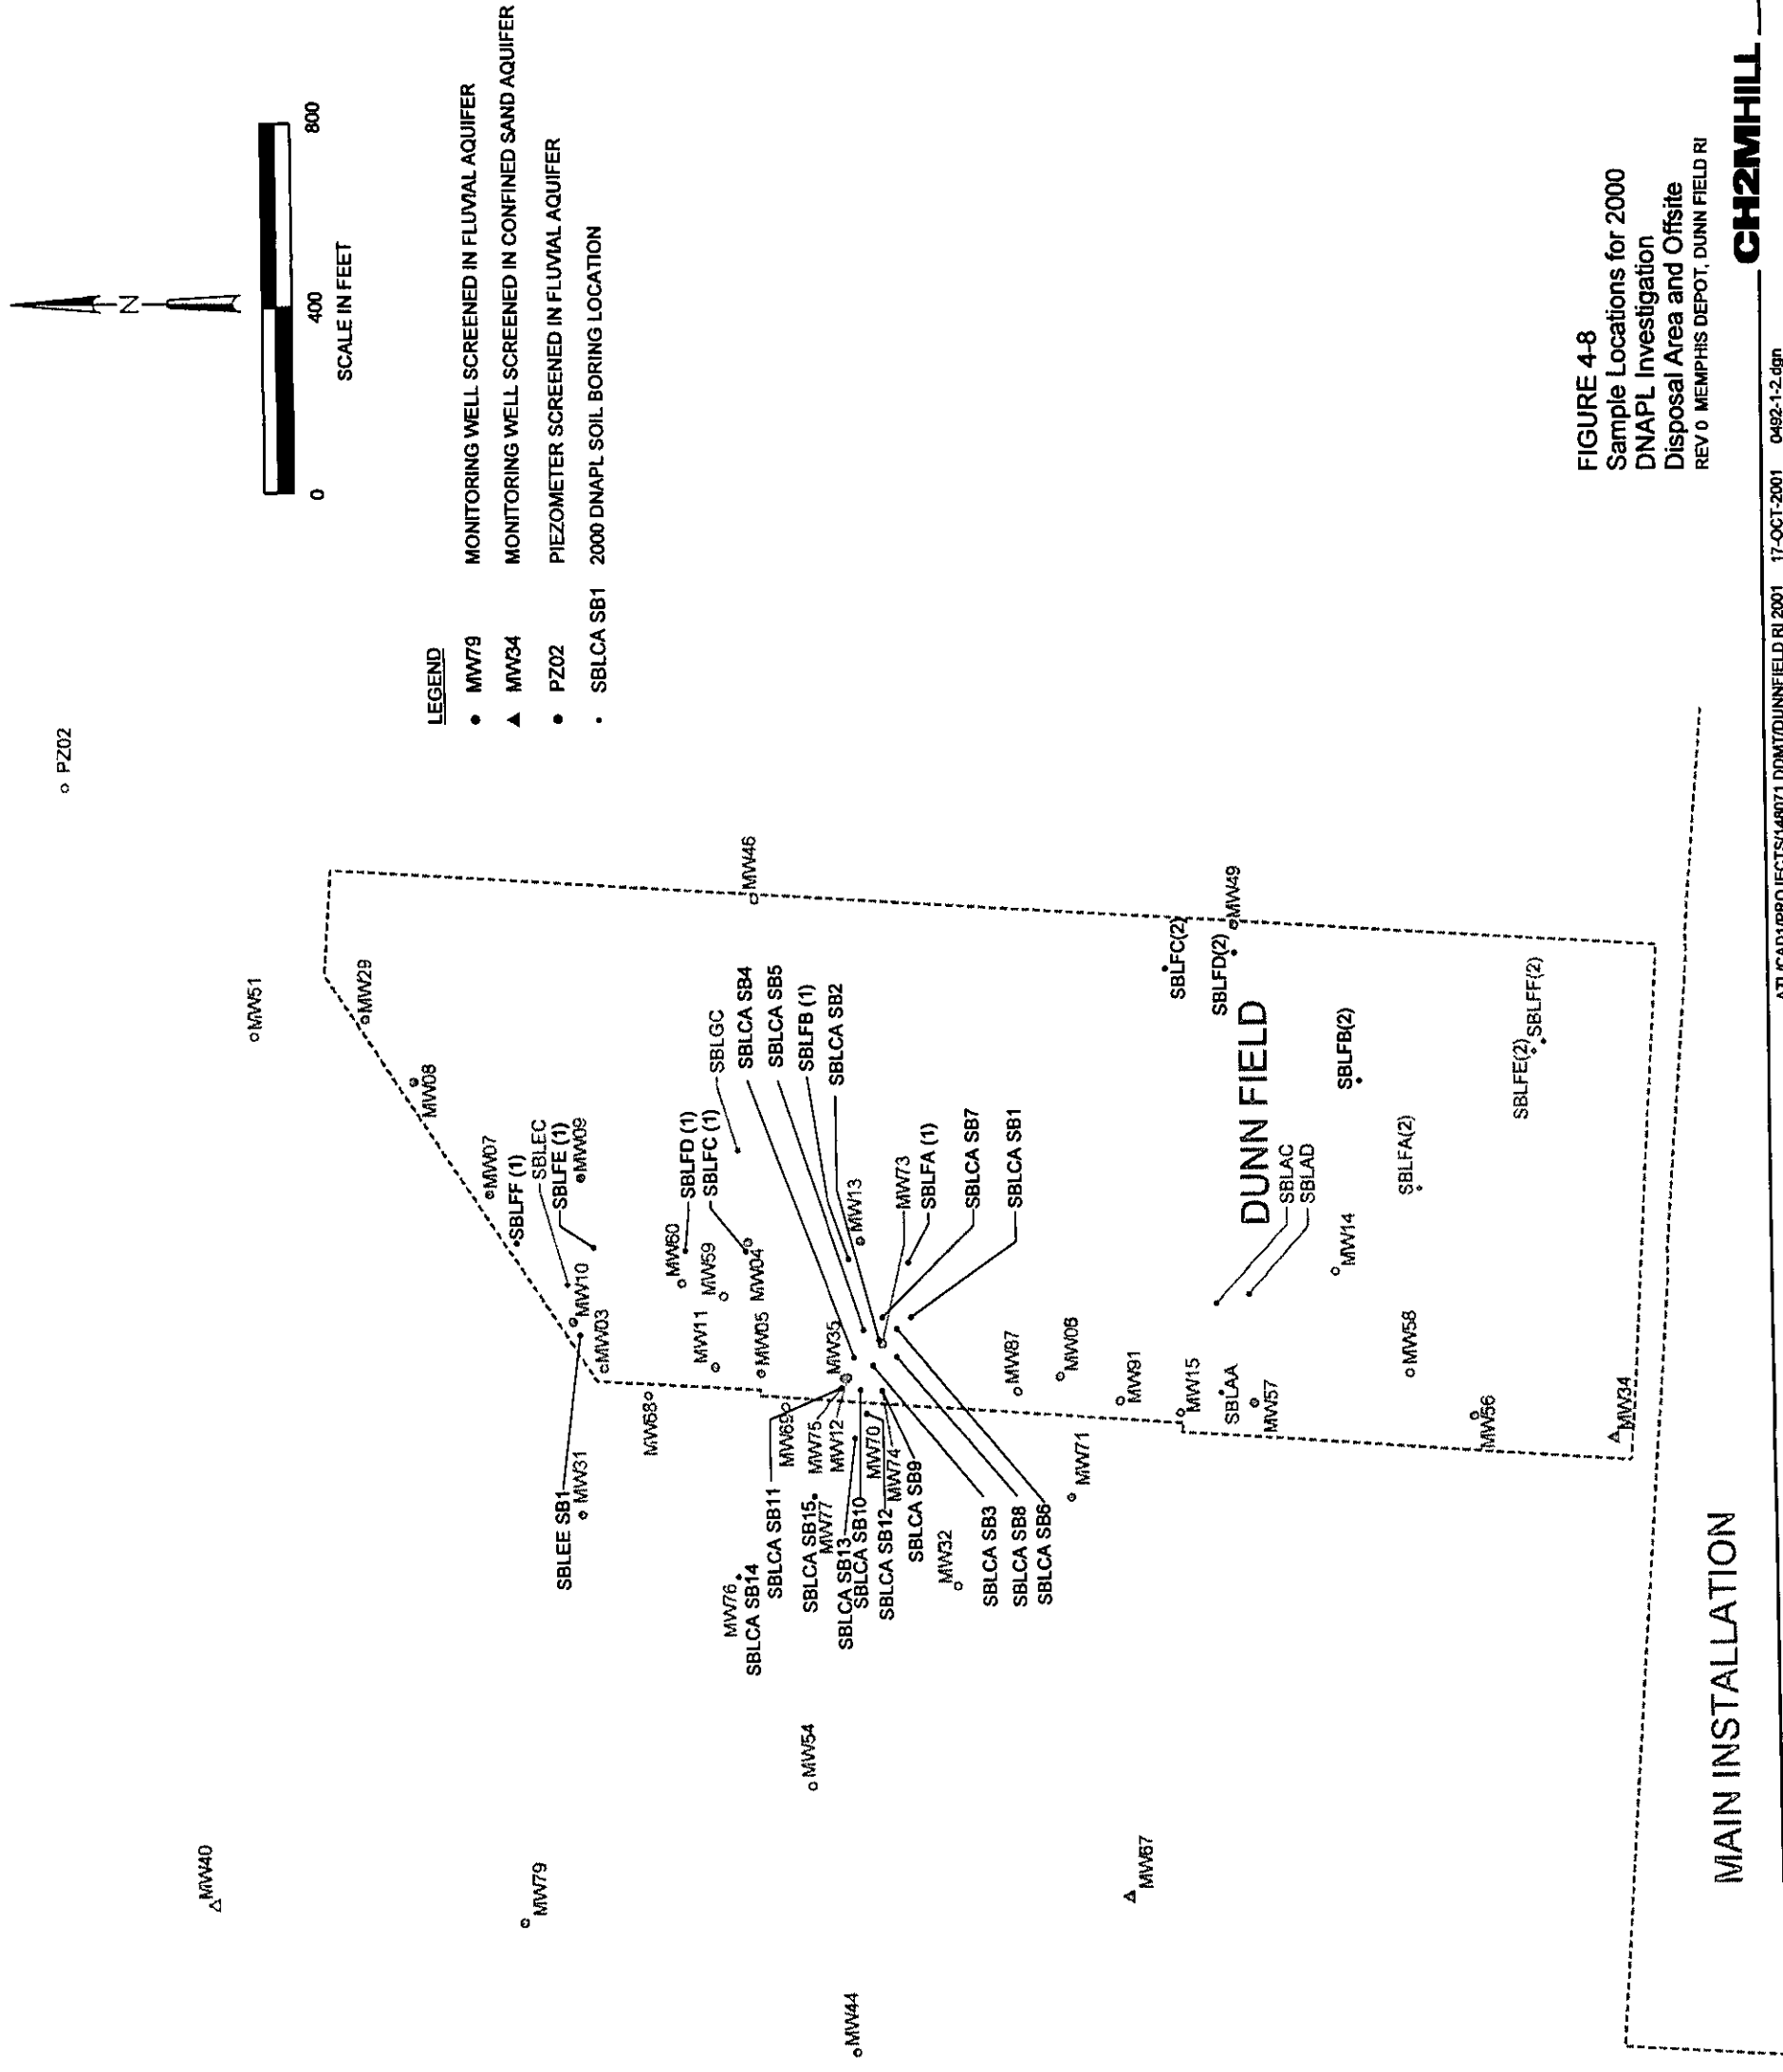 N
0 400 800
SCALE IN FEET
LEGEND
MW79 MONITORING WELL SCREENED IN FLUVIAL AQUIFER
MW34 MONITORING WELL SCREENED IN CONFINED SAND AQUIFER
PZ02 PIEZOMETER SCREENED IN FLUVIAL AQUIFER
SBLCA SB1 2000 DNAPL SOIL BORING LOCATION
PZ02
MW40
MW51
MW29
MW08
MW07
SBLFF (1)
SBLEC
SBLFE (1)
MW09
MW10
MW03
SBLEE SB1
MW31
MW79
MW68
MW60
SBLFD (1)
SBLFC (1)
MW59
MW11
MW04
MW05
SBLGC
MW46
SBLCA SB4
SBLCA SB5
SBLFB (1)
SBLCA SB2
MW13
MW73
SBLFA (1)
SBLCA SB7
SBLCA SB1
MW35
MW69
MW75
MW12
MW70
MW74
MW76
SBLCA SB14
SBLCA SB11
SBLCA SB15
MW77
SBLCA SB13
SBLCA SB10
SBLCA SB12
SBLCA SB9
MW32
SBLCA SB3
SBLCA SB8
SBLCA SB6
MW54
MW44
MW67
MW71
MW87
MW06
MW91
MW15
SBLAA
MW57
SBLAC
SBLAD
DUNN FIELD
SBLFC(2)
SBLFD(2)
MW49
SBLFB(2)
MW14
SBLFA(2)
MW58
MW56
SBLFE(2)
SBLFF(2)
MW34
MAIN INSTALLATION
FIGURE 4-8
Sample Locations for 2000
DNAPL Investigation
Disposal Area and Offsite
REV 0 MEMPHIS DEPOT, DUNN FIELD RI
CH2MHILL
17-OCT-2001 0492-1-2.dgn